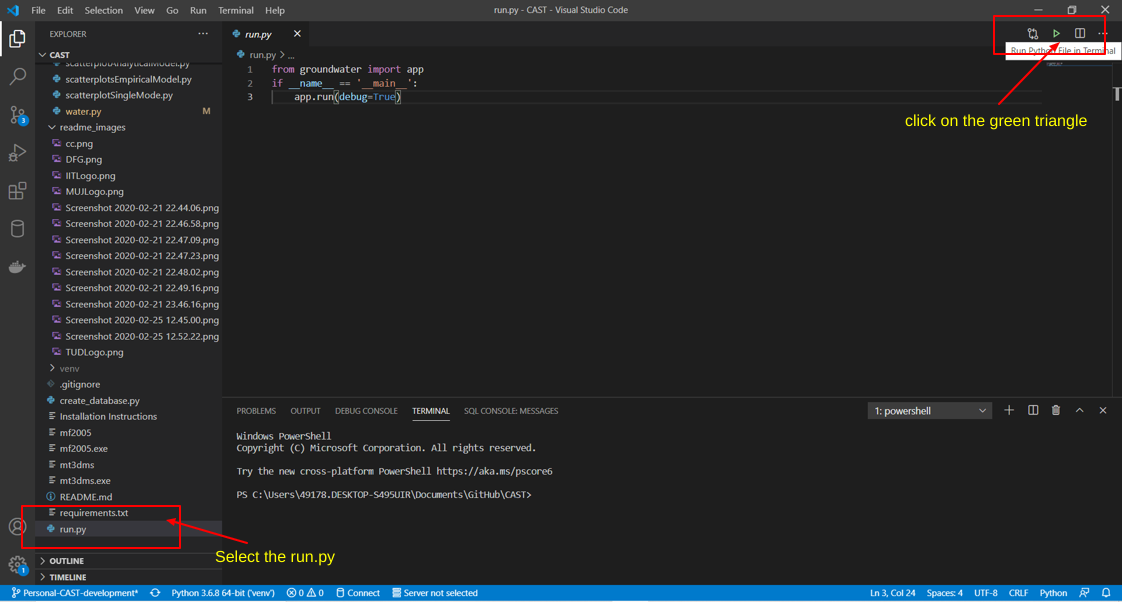 File Edit Selection View Go Run Terminal Help
run.py - CAST - Visual Studio Code
EXPLORER
run.py
CAST
run.py > ...
Run Python File in Terminal
scatterplotAnalyticalModel.py
scatterplotsEmpiricalModel.py
scatterplotSingleMode.py
water.py M
readme_images
cc.png
DFG.png
IITLogo.png
MUJLogo.png
Screenshot 2020-02-21 22.44.06.png
Screenshot 2020-02-21 22.46.58.png
Screenshot 2020-02-21 22.47.09.png
Screenshot 2020-02-21 22.47.23.png
Screenshot 2020-02-21 22.48.02.png
Screenshot 2020-02-21 22.49.16.png
Screenshot 2020-02-21 23.46.16.png
Screenshot 2020-02-25 12.45.00.png
Screenshot 2020-02-25 12.52.22.png
TUDLogo.png
venv
.gitignore
create_database.py
Installation Instructions
mf2005
mf2005.exe
mt3dms
mt3dms.exe
README.md
requirements.txt
run.py
OUTLINE
TIMELINE
3
1
1 from groundwater import app
2 if __name__ == '__main__':
3 app.run(debug=True)
click on the green triangle
PROBLEMS OUTPUT DEBUG CONSOLE TERMINAL SQL CONSOLE: MESSAGES
1: powershell
Windows PowerShell
Copyright (C) Microsoft Corporation. All rights reserved.
Try the new cross-platform PowerShell https://aka.ms/pscore6
PS C:\Users\49178.DESKTOP-S495UIR\Documents\GitHub\CAST>
Select the run.py
Personal-CAST-development* Python 3.6.8 64-bit ('venv') 0 0 Connect Server not selected
Ln 3, Col 24 Spaces: 4 UTF-8 CRLF Python